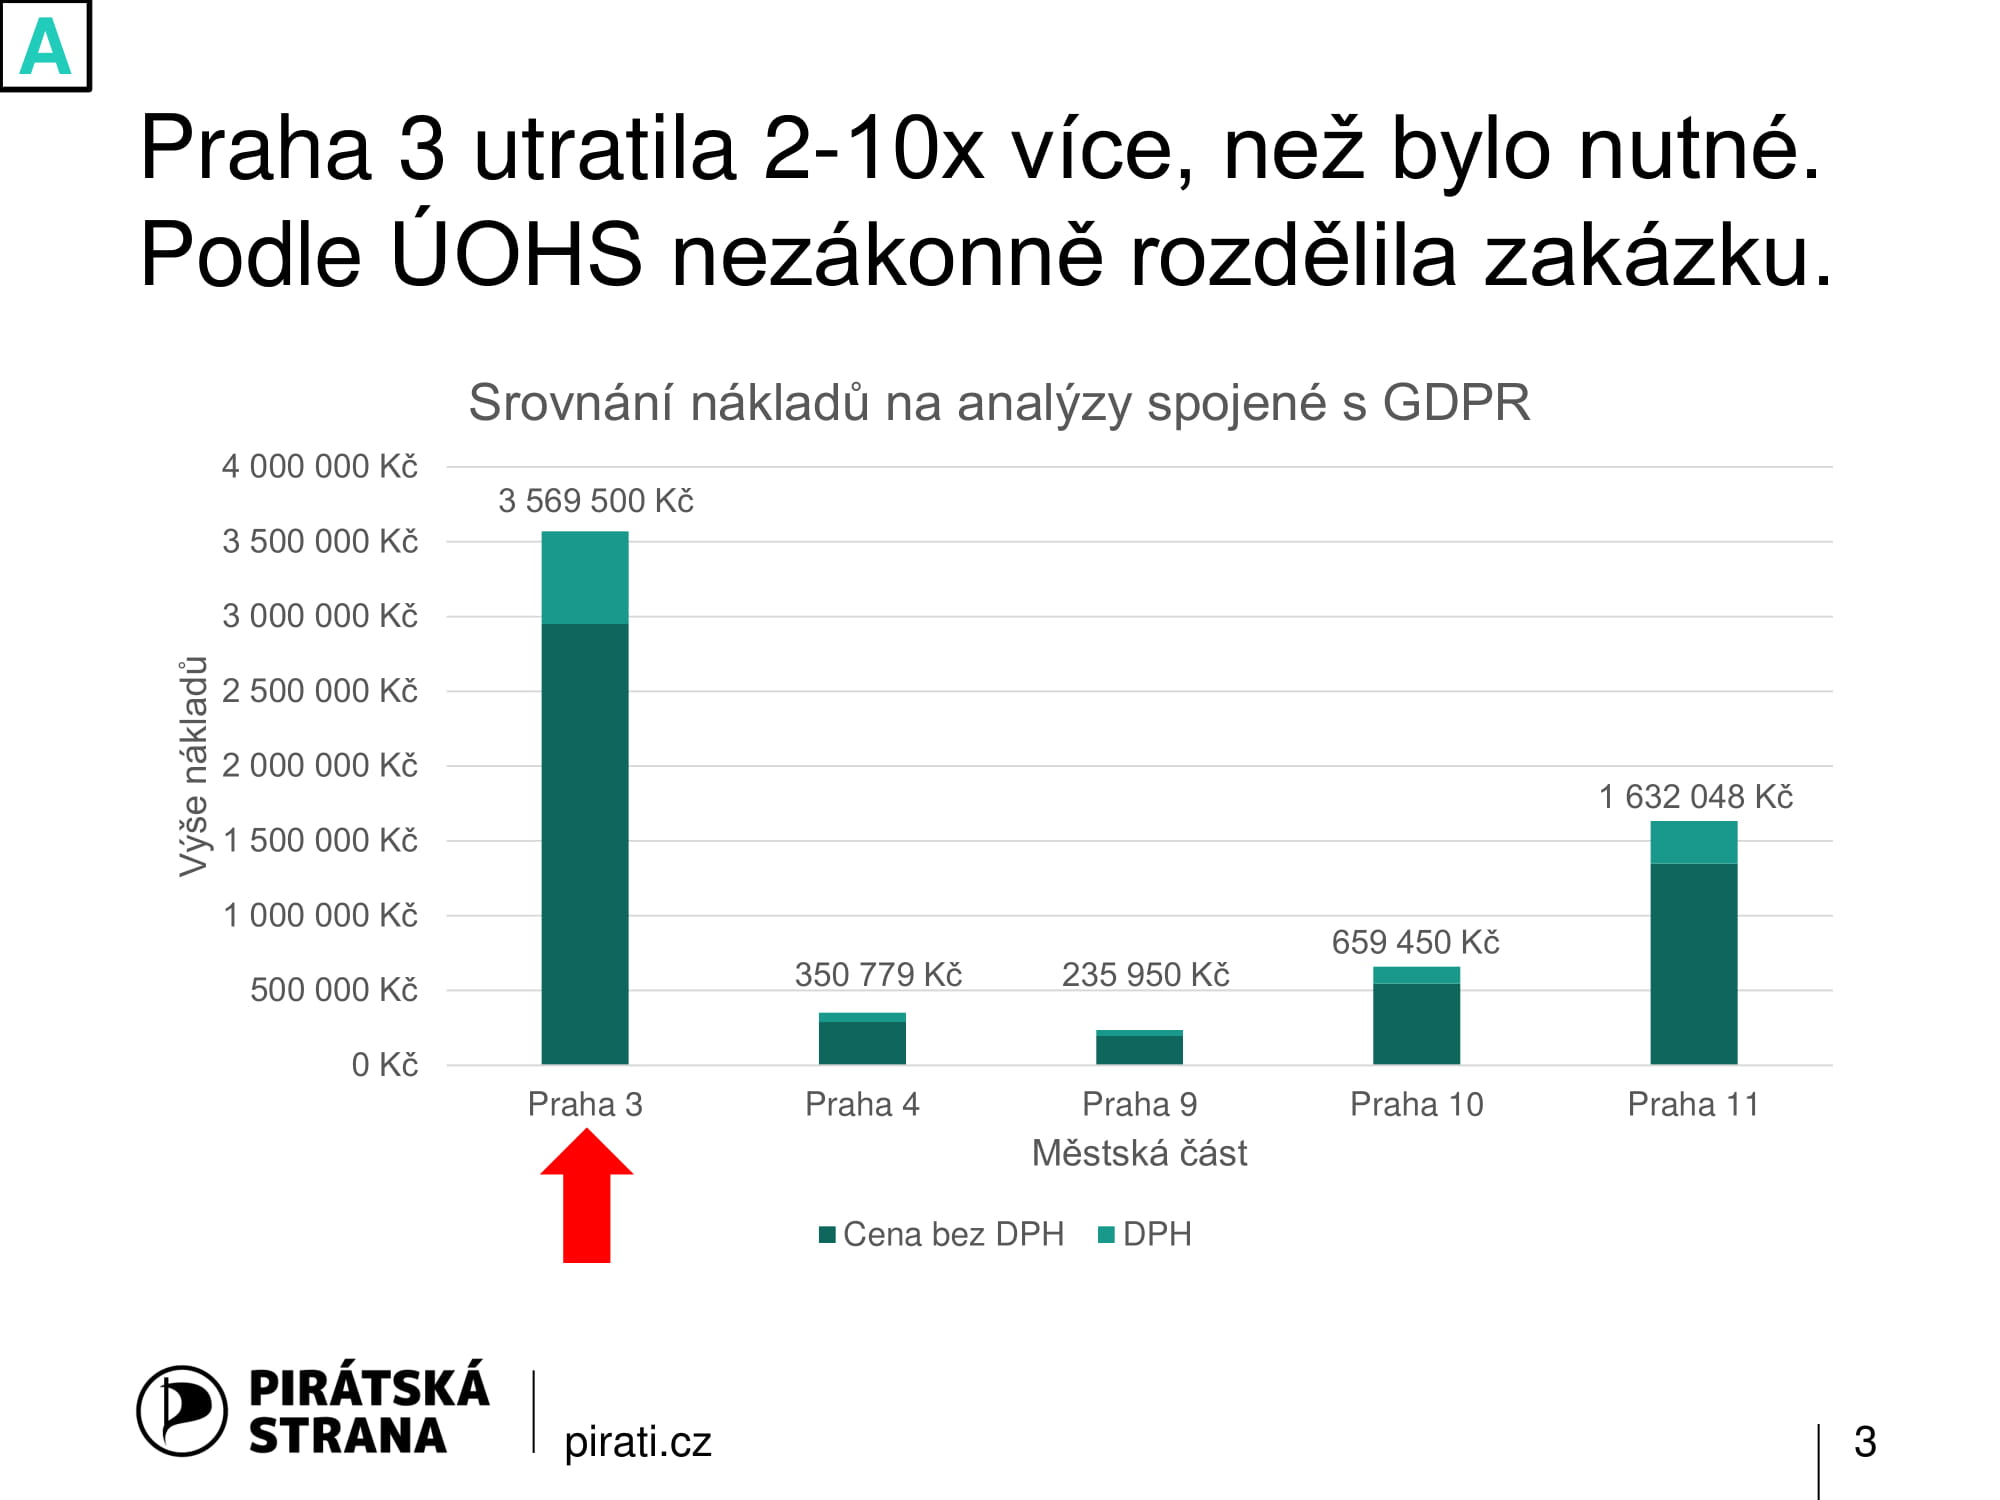 A
Praha 3 utratila 2-10x více, než bylo nutné.
Podle ÚOHS nezákonně rozdělila zakázku.
Srovnání nákladů na analýzy spojené s GDPR
Výše nákladů
4 000 000 Kč
3 500 000 Kč
3 000 000 Kč
2 500 000 Kč
2 000 000 Kč
1 500 000 Kč
1 000 000 Kč
500 000 Kč
0 Kč
3 569 500 Kč
350 779 Kč
235 950 Kč
659 450 Kč
1 632 048 Kč
Praha 3
Praha 4
Praha 9
Praha 10
Praha 11
Městská část
Cena bez DPH
DPH
PIRÁTSKÁ
STRANA
pirati.cz
3